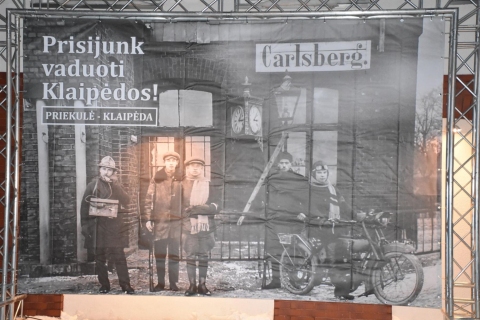 Prisijunk
vaduoti
Klaipėdos!
PRIEKULĖ - KLAIPĖDA
Carlsberg.